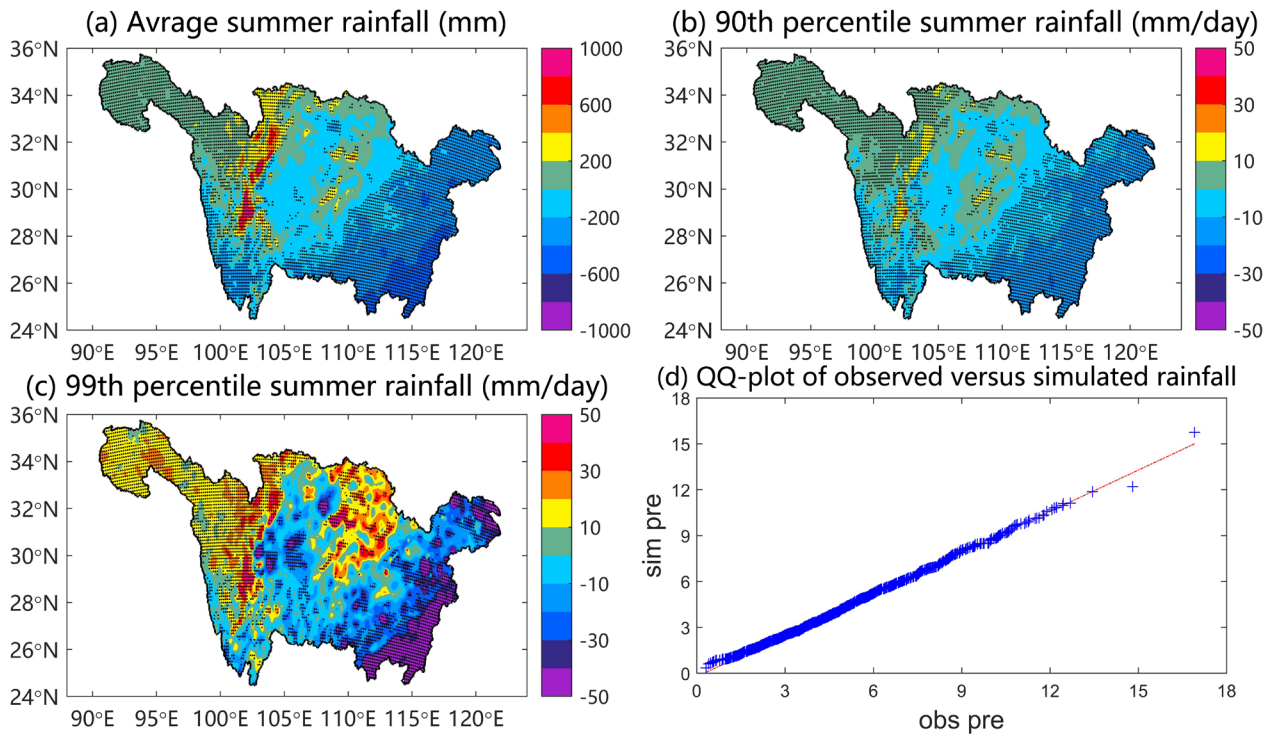 (a) Avrage summer rainfall (mm)
36°N
34°N
32°N
30°N
28°N
26°N
24°N
90°E 95°E 100°E 105°E 110°E 115°E 120°E
1000
600
200
-200
-600
-1000
(b) 90th percentile summer rainfall (mm/day)
36°N
34°N
32°N
30°N
28°N
26°N
24°N
90°E 95°E 100°E 105°E 110°E 115°E 120°E
50
30
10
-10
-30
-50
(c) 99th percentile summer rainfall (mm/day)
36°N
34°N
32°N
30°N
28°N
26°N
24°N
90°E 95°E 100°E 105°E 110°E 115°E 120°E
50
30
10
-10
-30
-50
(d) QQ-plot of observed versus simulated rainfall
18
15
12
9
6
3
0
sim pre
0 3 6 9 12 15 18
obs pre